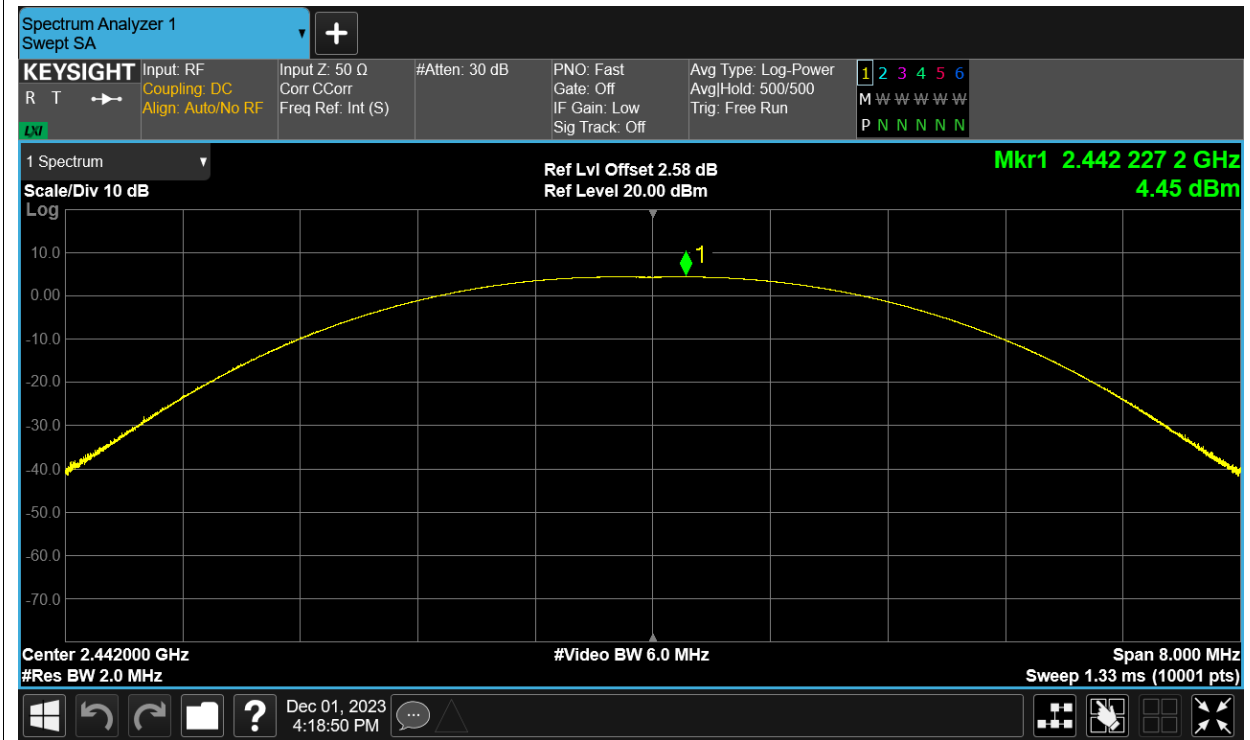 Spectrum Analyzer 1
Swept SA
KEYSIGHT
R T
LXI
Input: RF
Coupling: DC
Align: Auto/No RF
Input Z: 50 Ω
Corr CCorr
Freq Ref: Int (S)
#Atten: 30 dB
PNO: Fast
Gate: Off
IF Gain: Low
Sig Track: Off
Avg Type: Log-Power
Avg|Hold: 500/500
Trig: Free Run
1 2 3 4 5 6
M W W W W W
P N N N N N N
1 Spectrum
Scale/Div 10 dB
Log
Ref Lvl Offset 2.58 dB
Ref Level 20.00 dBm
Mkr1 2.442 227 2 GHz
4.45 dBm
1
10.0
0.00
-10.0
-20.0
-30.0
-40.0
-50.0
-60.0
-70.0
Center 2.442000 GHz
#Res BW 2.0 MHz
#Video BW 6.0 MHz
Span 8.000 MHz
Sweep 1.33 ms (10001 pts)
?
Dec 01, 2023
4:18:50 PM